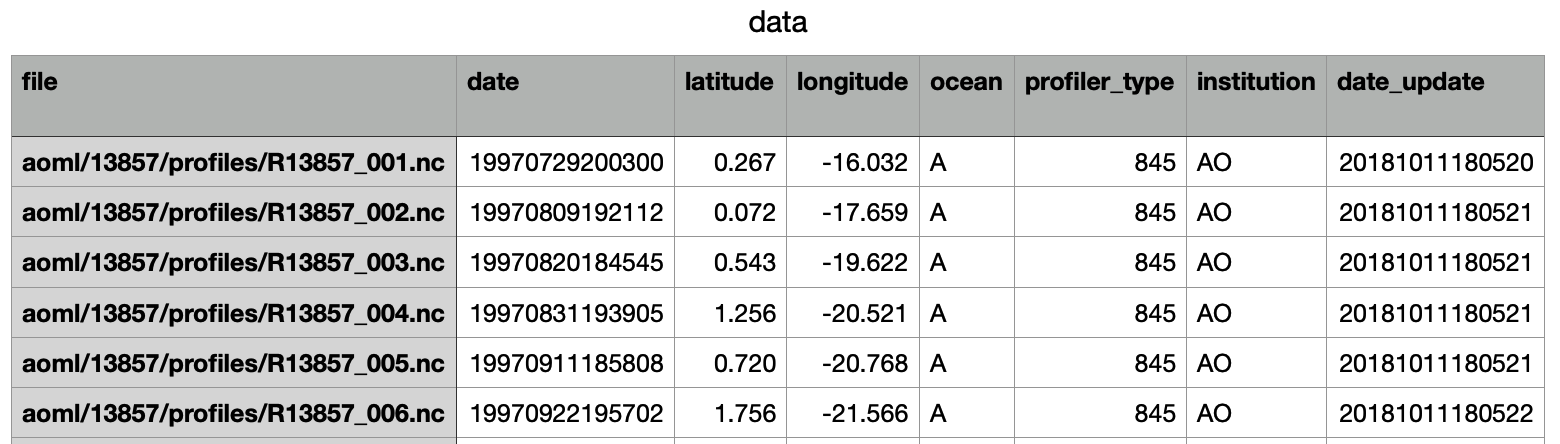 data
file date latitude longitude ocean profiler_type institution date_update
aoml/13857/profiles/R13857_001.nc 19970729200300 0.267 -16.032 A 845 AO 20181011180520
aoml/13857/profiles/R13857_002.nc 19970809192112 0.072 -17.659 A 845 AO 20181011180521
aoml/13857/profiles/R13857_003.nc 19970820184545 0.543 -19.622 A 845 AO 20181011180521
aoml/13857/profiles/R13857_004.nc 19970831193905 1.256 -20.521 A 845 AO 20181011180521
aoml/13857/profiles/R13857_005.nc 19970911185808 0.720 -20.768 A 845 AO 20181011180521
aoml/13857/profiles/R13857_006.nc 19970922195702 1.756 -21.566 A 845 AO 20181011180522